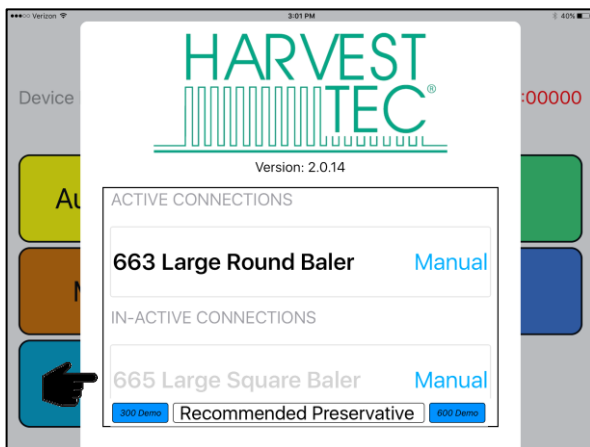 Verizon
3:01 PM
40%
HARVEST
TEC®
Device
:00000
Version: 2.0.14
Au
ACTIVE CONNECTIONS
663 Large Round Baler Manual
IN-ACTIVE CONNECTIONS
665 Large Square Baler Manual
300 Demo Recommended Preservative 600 Demo